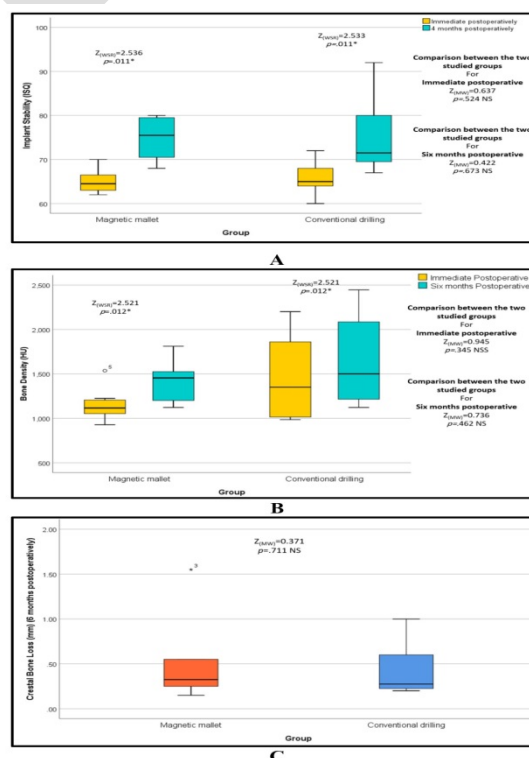 100
90
80
70
60
Implant Stability (ISQ)
Z(WSR)=2.536
p=.011*
Z(WSR)=2.533
p=.011*
Immediate postoperatively
4 months postoperatively
Comparison between the two
studied groups
For
Immediate postoperative
Z(MW)=0.637
p=.524 NS
Comparison between the two
studied groups
For
Six months postoperative
Z(MW)=0.422
p=.673 NS
Magnetic mallet
Conventional drilling
Group
A
2.500
2.000
1.500
1.000
500
Bone Density (HU)
Z(WSR)=2.521
p=.012*
Z(WSR)=2.521
p=.012*
Immediate Postoperative
Six months Postoperative
Comparison between the two
studied groups
For
Immediate postoperative
Z(MW)=0.945
p=.345 NSS
Comparison between the two
studied groups
For
Six months postoperative
Z(MW)=0.736
p=.462 NS
Magnetic mallet
Conventional drilling
Group
B
2.00
1.50
1.00
.50
.00
Crestal Bone Loss (mm) (6 months postoperatively)
Z(MW)=0.371
p=.711 NS
Magnetic mallet
Conventional drilling
Group
C